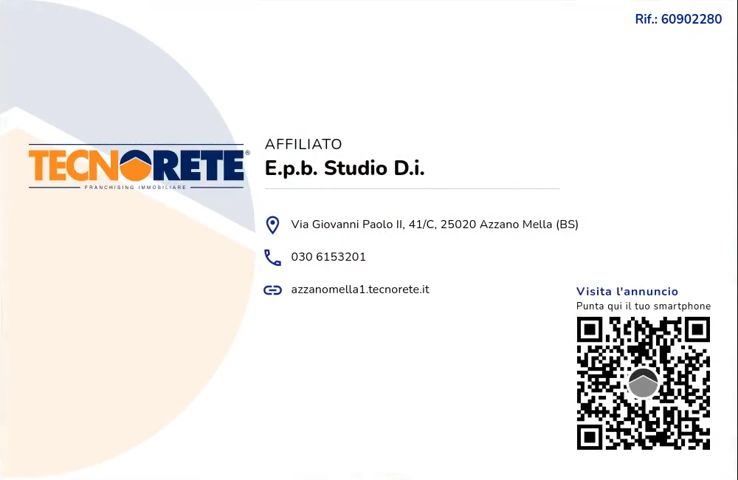 Rif.: 60902280
TECNORETE®
FRANCHISING IMMOBILIARE
AFFILIATO
E.p.b. Studio D.i.
Via Giovanni Paolo II, 41/C, 25020 Azzano Mella (BS)
030 6153201
azzanomella1.tecnorete.it
Visita l'annuncio
Punta qui il tuo smartphone